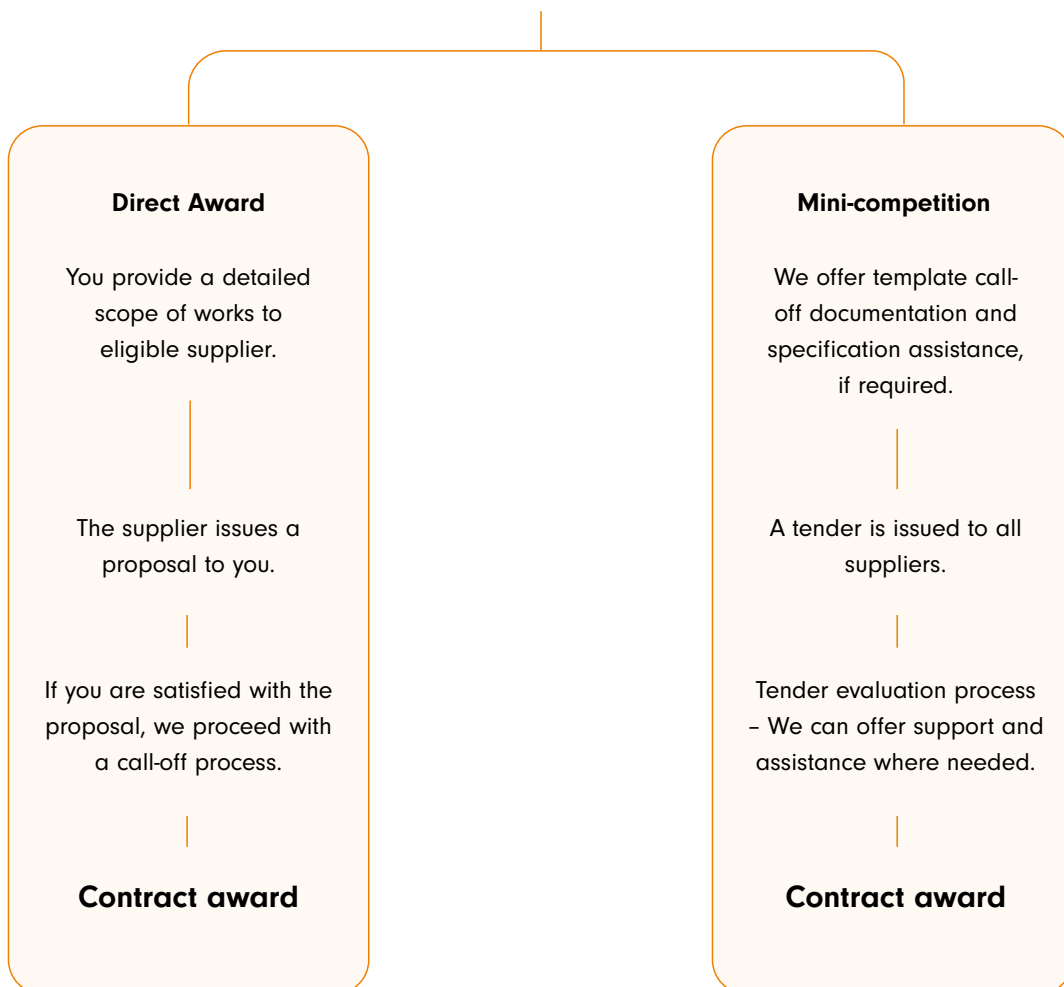 Direct Award
You provide a detailed
scope of works to
eligible supplier.
The supplier issues a
proposal to you.
If you are satisfied with the
proposal, we proceed with
a call-off process.
Contract award
Mini-competition
We offer template call-
off documentation and
specification assistance,
if required.
A tender is issued to all
suppliers.
Tender evaluation process
– We can offer support and
assistance where needed.
Contract award